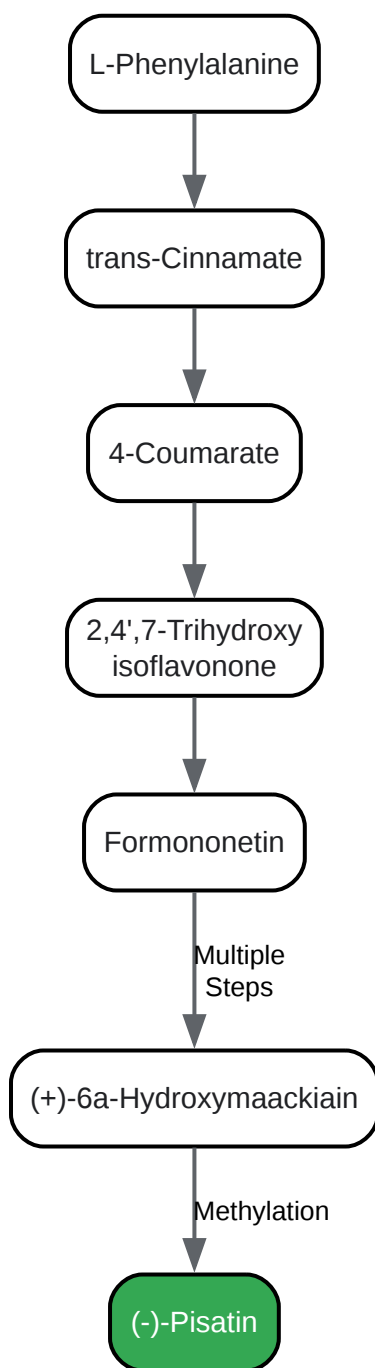 L-Phenylalanine
trans-Cinnamate
4-Coumarate
2,4',7-Trihydroxy
isoflavonone
Formononetin
Multiple
Steps
(+)-6a-Hydroxymaackiain
Methylation
(-)-Pisatin